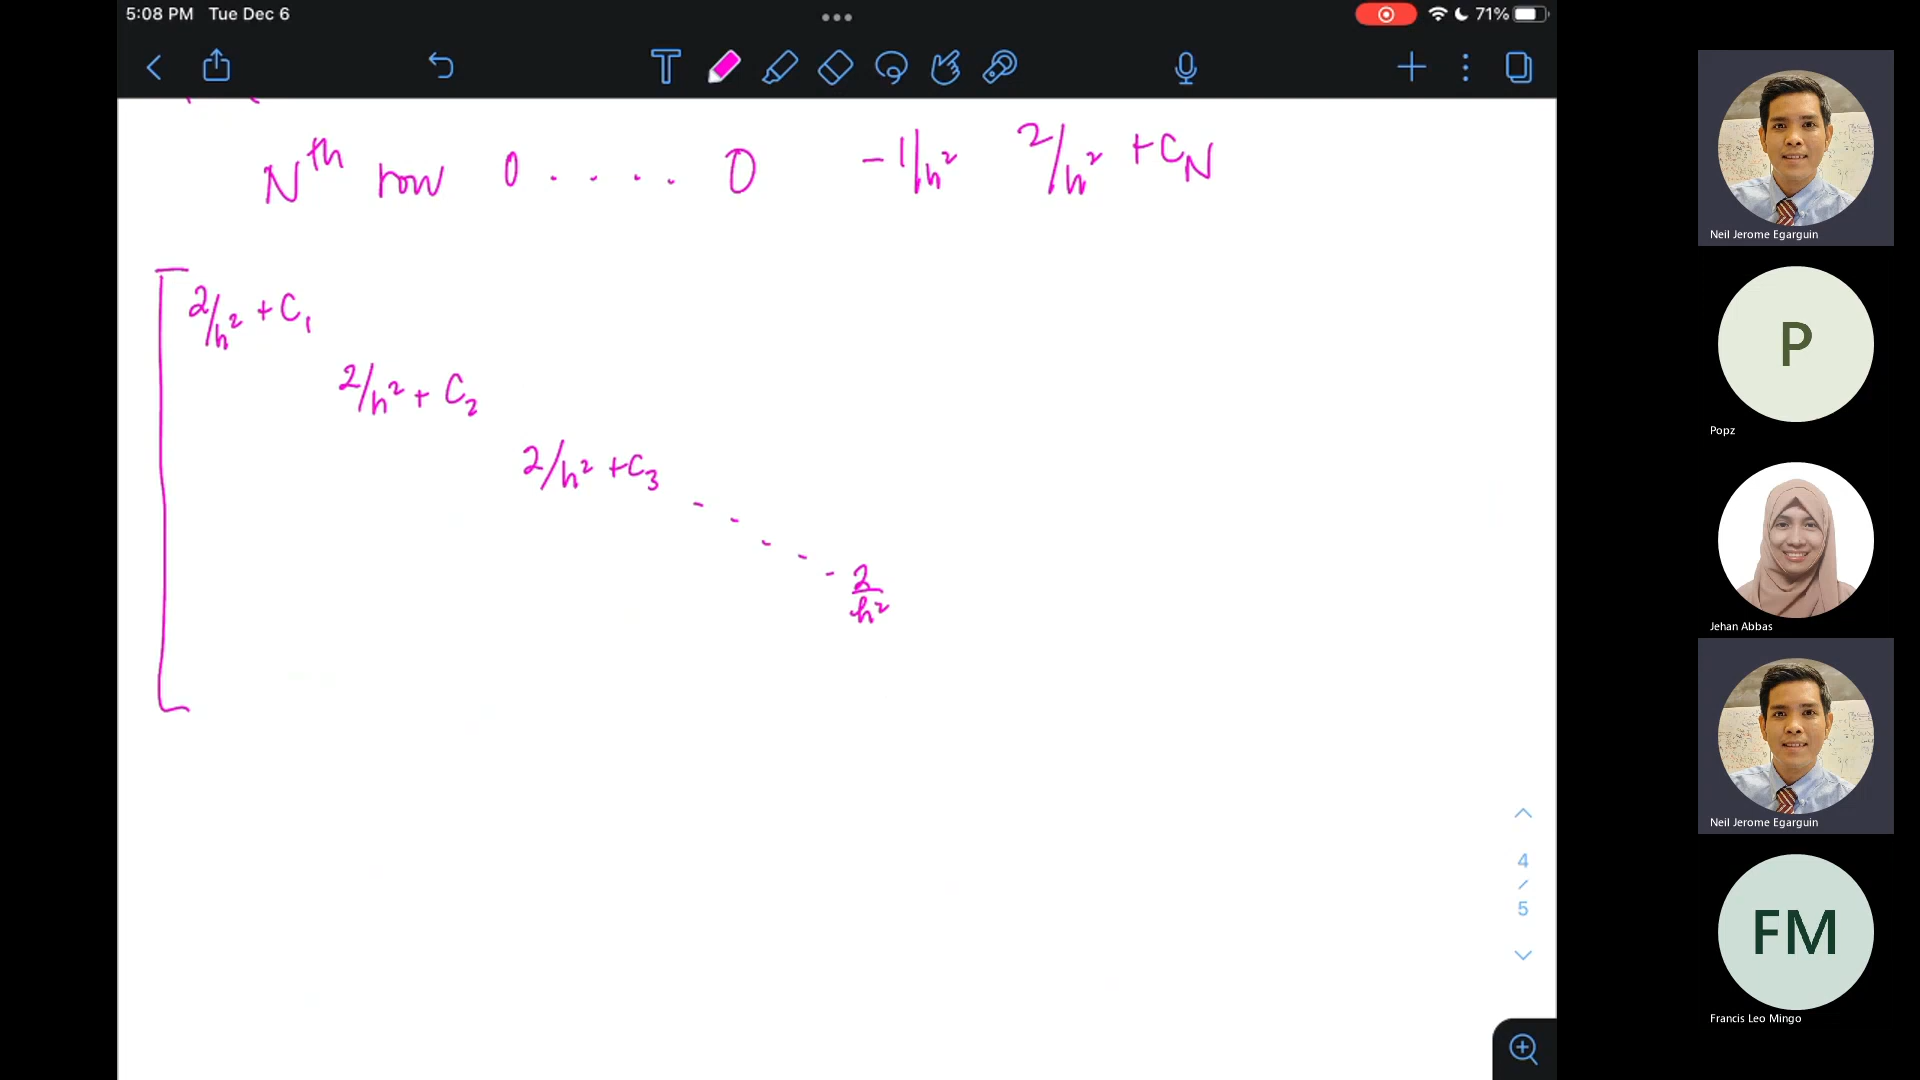 5:08 PM Tue Dec 6
71%
Nth row 0 . . . . 0 -1/h² 2/h² + C_N
2/h² + C₁
2/h² + C₂
2/h² + C₃
2/h²
4
/
5
Neil Jerome Egarguin
P
Popz
Jehan Abbas
Neil Jerome Egarguin
FM
Francis Leo Mingo